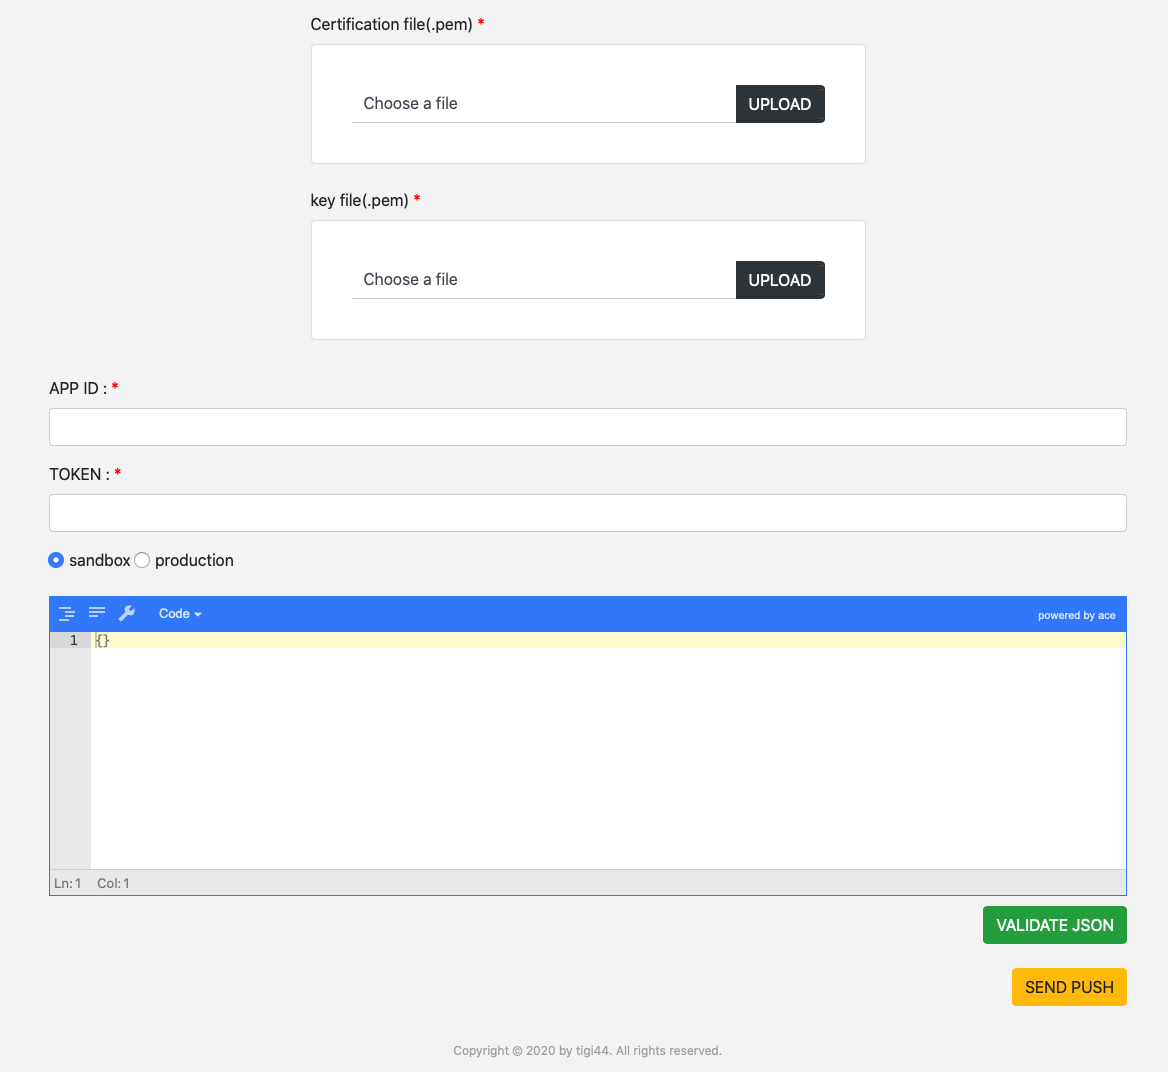 Certification file(.pem) *
Choose a file UPLOAD
key file(.pem) *
Choose a file UPLOAD
APP ID : *
TOKEN : *
sandbox production
Code powered by ace
1 {}
Ln: 1 Col: 1
VALIDATE JSON
SEND PUSH
Copyright © 2020 by tigi44. All rights reserved.